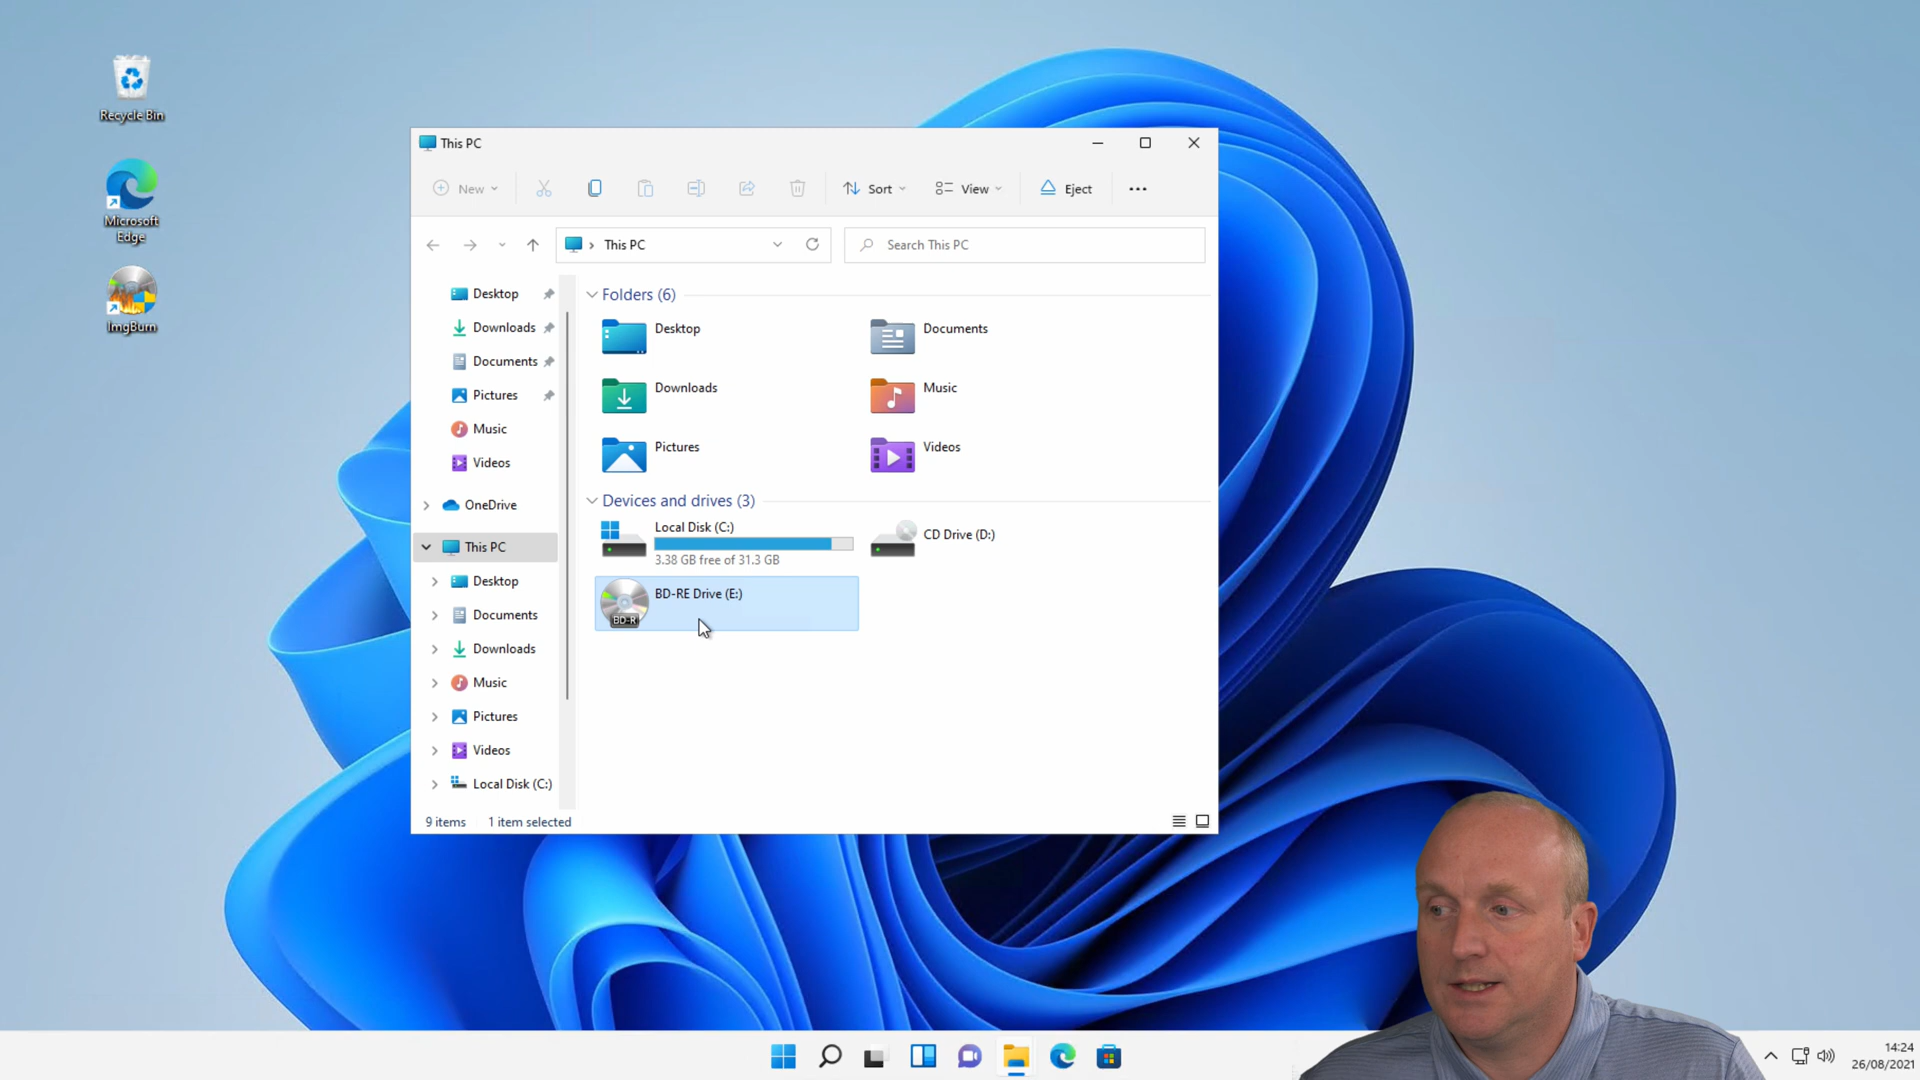 Recycle Bin
Microsoft
Edge
ImgBurn
This PC
New
Sort
View
Eject
This PC
Search This PC
Desktop
Downloads
Documents
Pictures
Music
Videos
OneDrive
This PC
Desktop
Documents
Downloads
Music
Pictures
Videos
Local Disk (C:)
Folders (6)
Desktop
Documents
Downloads
Music
Pictures
Videos
Devices and drives (3)
Local Disk (C:)
3.38 GB free of 31.3 GB
CD Drive (D:)
BD-RE Drive (E:)
BD-R
9 items
1 item selected
14:24
26/08/2021